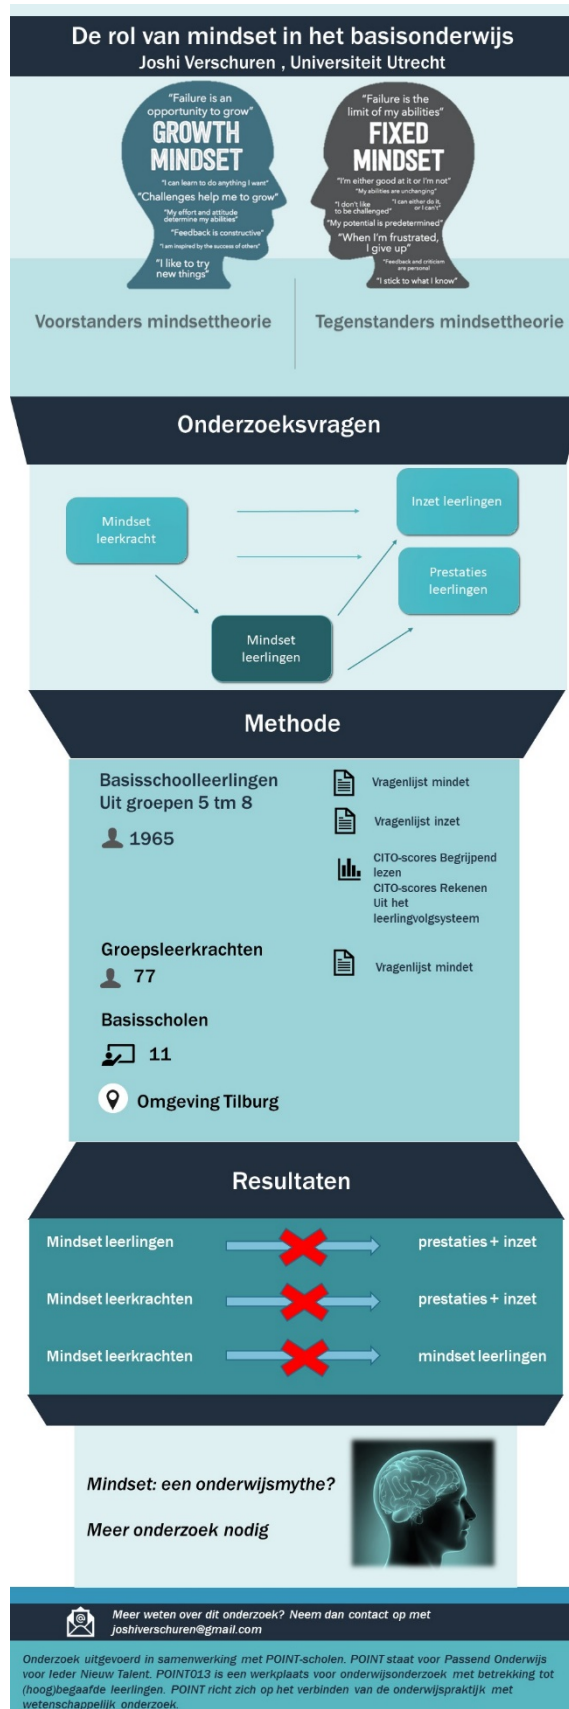 De rol van mindset in het basisonderwijs
Joshi Verschuren , Universiteit Utrecht
"Failure is an
opportunity to grow"
GROWTH
MINDSET
"I can learn to do anything I want"
"Challenges help me to grow"
"My effort and attitude
determine my abilities"
"Feedback is constructive"
"I am inspired by the success of others"
"I like to try
new things"
"Failure is the
limit of my abilities"
FIXED
MINDSET
"I'm either good at it or I'm not"
"My abilities are unchanging"
"I don't like
to be challenged"
"I can either do it,
or I can't"
"My potential is predetermined"
"When I'm frustrated,
I give up"
"Feedback and criticism
are personal
"I stick to what I know"
Voorstanders mindsettheorie
Tegenstanders mindsettheorie
Onderzoeksvragen
Mindset
leerkracht
Inzet leerlingen
Prestaties
leerlingen
Mindset
leerlingen
Methode
Basisschoolleerlingen
Uit groepen 5 tm 8
1965
Vragenlijst mindet
Vragenlijst inzet
CITO-scores Begrijpend
lezen
CITO-scores Rekenen
Uit het
leerlingvolgsysteem
Groepsleerkrachten
77
Vragenlijst mindet
Basisscholen
11
Omgeving Tilburg
Resultaten
Mindset leerlingen
prestaties + inzet
Mindset leerkrachten
prestaties + inzet
Mindset leerkrachten
mindset leerlingen
Mindset: een onderwijsmythe?
Meer onderzoek nodig
Meer weten over dit onderzoek? Neem dan contact op met
joshiverschuren@gmail.com
Onderzoek uitgevoerd in samenwerking met POINT-scholen. POINT staat voor Passend Onderwijs
voor Ieder Nieuw Talent. POINT013 is een werkplaats voor onderwijsonderzoek met betrekking tot
(hoog)begaafde leerlingen. POINT richt zich op het verbinden van de onderwijspraktijk met
wetenschappelijk onderzoek.